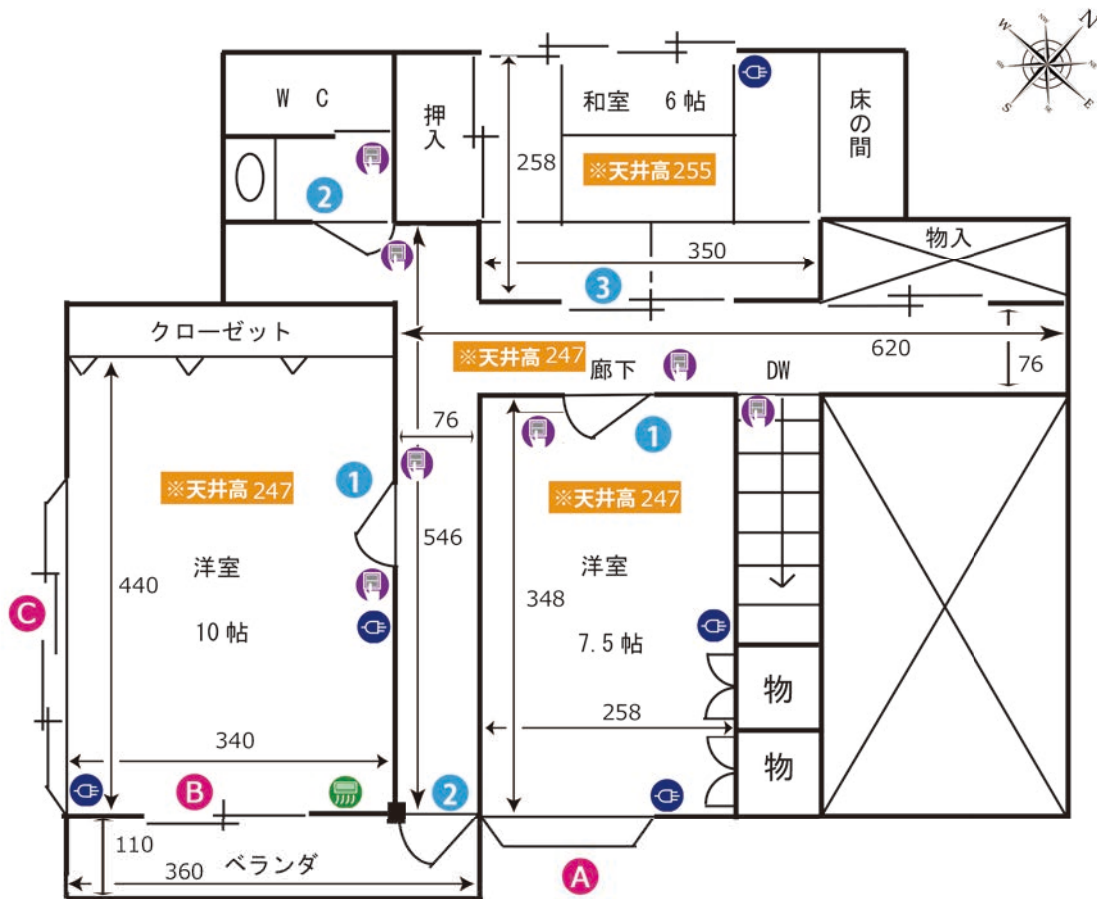 W C
押入
和室 6帖
床の間
N
W
S
E
258
※天井高255
2
物入
350
3
クローゼット
※天井高247
620
廊下
DW
76
76
1
1
※天井高247
※天井高247
546
洋室
洋室
440
348
C
10帖
7.5帖
物
258
340
物
B
2
110
ベランダ
360
A